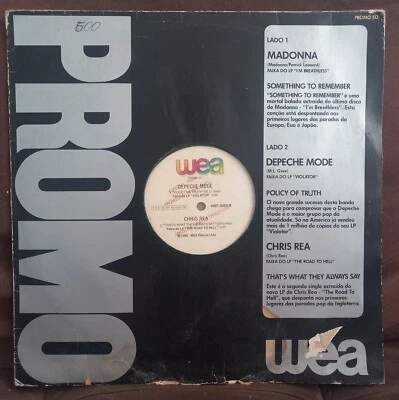 500
PROMO
PROMO EO
LADO 1
MADONNA
(Madonna/Patrick Leonard)
FAIXA DO LP "I'M BREATHLESS"
SOMETHING TO REMEMBER
"SOMETHING TO REMEMBER" é uma
mortal balada extraída do último disco
de Madonna - "I'm Breathless". Esta
canção está despontando nos
primeiros lugares das paradas de
Europa, Eua e Japão.
LADO 2
DEPECHE MODE
(M.L. Gore)
FAIXA DO LP "VIOLATOR"
POLICY OF TRUTH
O novo grande sucesso desta banda
chega para comprovar que o Depeche
Mode é o maior grupo pop da
atualidade. Só na America já vendeu
mais de 1 milhão de cópias do seu LP
"Violator".
CHRIS REA
(Chris Rea)
FAIXA DO LP "THE ROAD TO HELL"
THAT'S WHAT THEY ALWAYS SAY
Este é o segundo single extraído do
novo LP de Chris Rea - "The Road To
Hell", que desponta nos primeiros
lugares das paradas pop da Inglaterra.
wea
wea
DEPECHE MODE
CHRIS REA